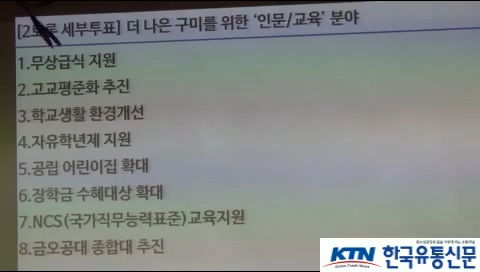 [2토론 세부투표] 더 나은 구미를 위한 '인문/교육' 분야
1.무상급식 지원
2.고교평준화 추진
3.학교생활 환경개선
4.자유학년제 지원
5.공립 어린이집 확대
6.장학금 수혜대상 확대
7.NCS(국가직무능력표준)교육지원
8.금오공대 종합대 추진
KTN 한국유통신문